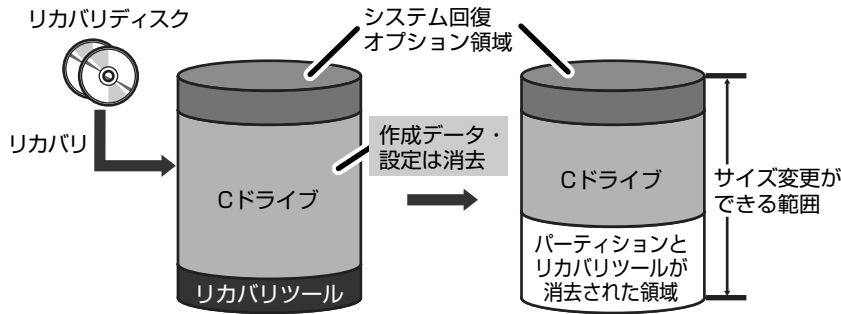 リカバリディスク
システム回復
オプション領域
リカバリ
作成データ・
設定は消去
Cドライブ
リカバリツール
Cドライブ
パーティションと
リカバリツールが
消去された領域
サイズ変更が
できる範囲